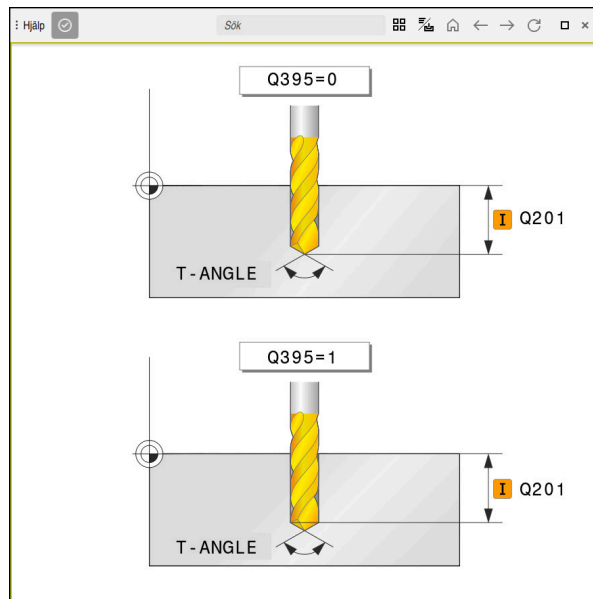 Hjälp
Sök
Q395=0
I Q201
T-ANGLE
Q395=1
I Q201
T-ANGLE